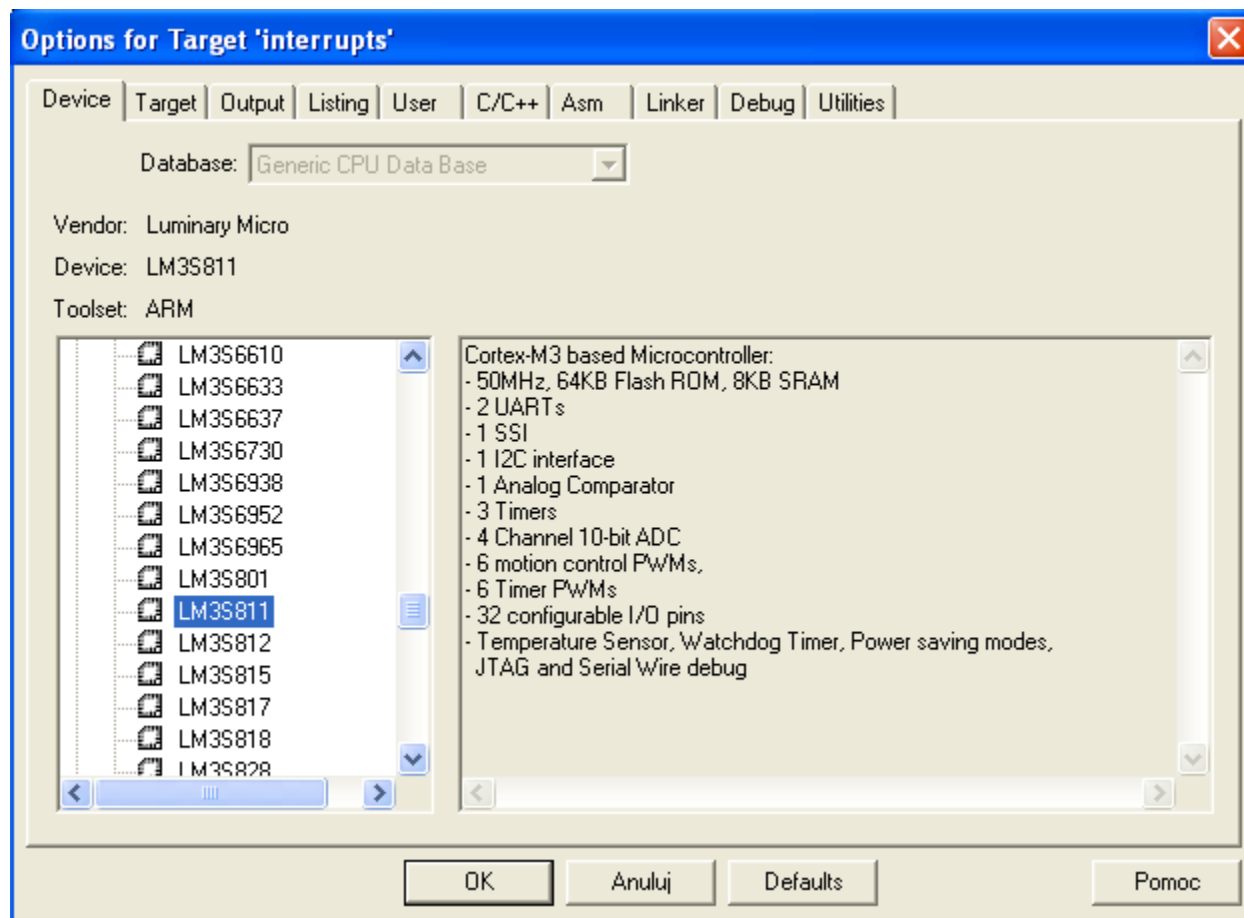 Options for Target 'interrupts'
Device Target Output Listing User C/C++ Asm Linker Debug Utilities
Database: Generic CPU Data Base
Vendor: Luminary Micro
Device: LM3S811
Toolset: ARM
LM3S6610
LM3S6633
LM3S6637
LM3S6730
LM3S6938
LM3S6952
LM3S6965
LM3S801
LM3S811
LM3S812
LM3S815
LM3S817
LM3S818
LM3S828
Cortex-M3 based Microcontroller:
- 50MHz, 64KB Flash ROM, 8KB SRAM
- 2 UARTs
- 1 SSI
- 1 I2C interface
- 1 Analog Comparator
- 3 Timers
- 4 Channel 10-bit ADC
- 6 motion control PWMs,
- 6 Timer PWMs
- 32 configurable I/O pins
- Temperature Sensor, Watchdog Timer, Power saving modes,
JTAG and Serial Wire debug
OK Anuluj Defaults Pomoc